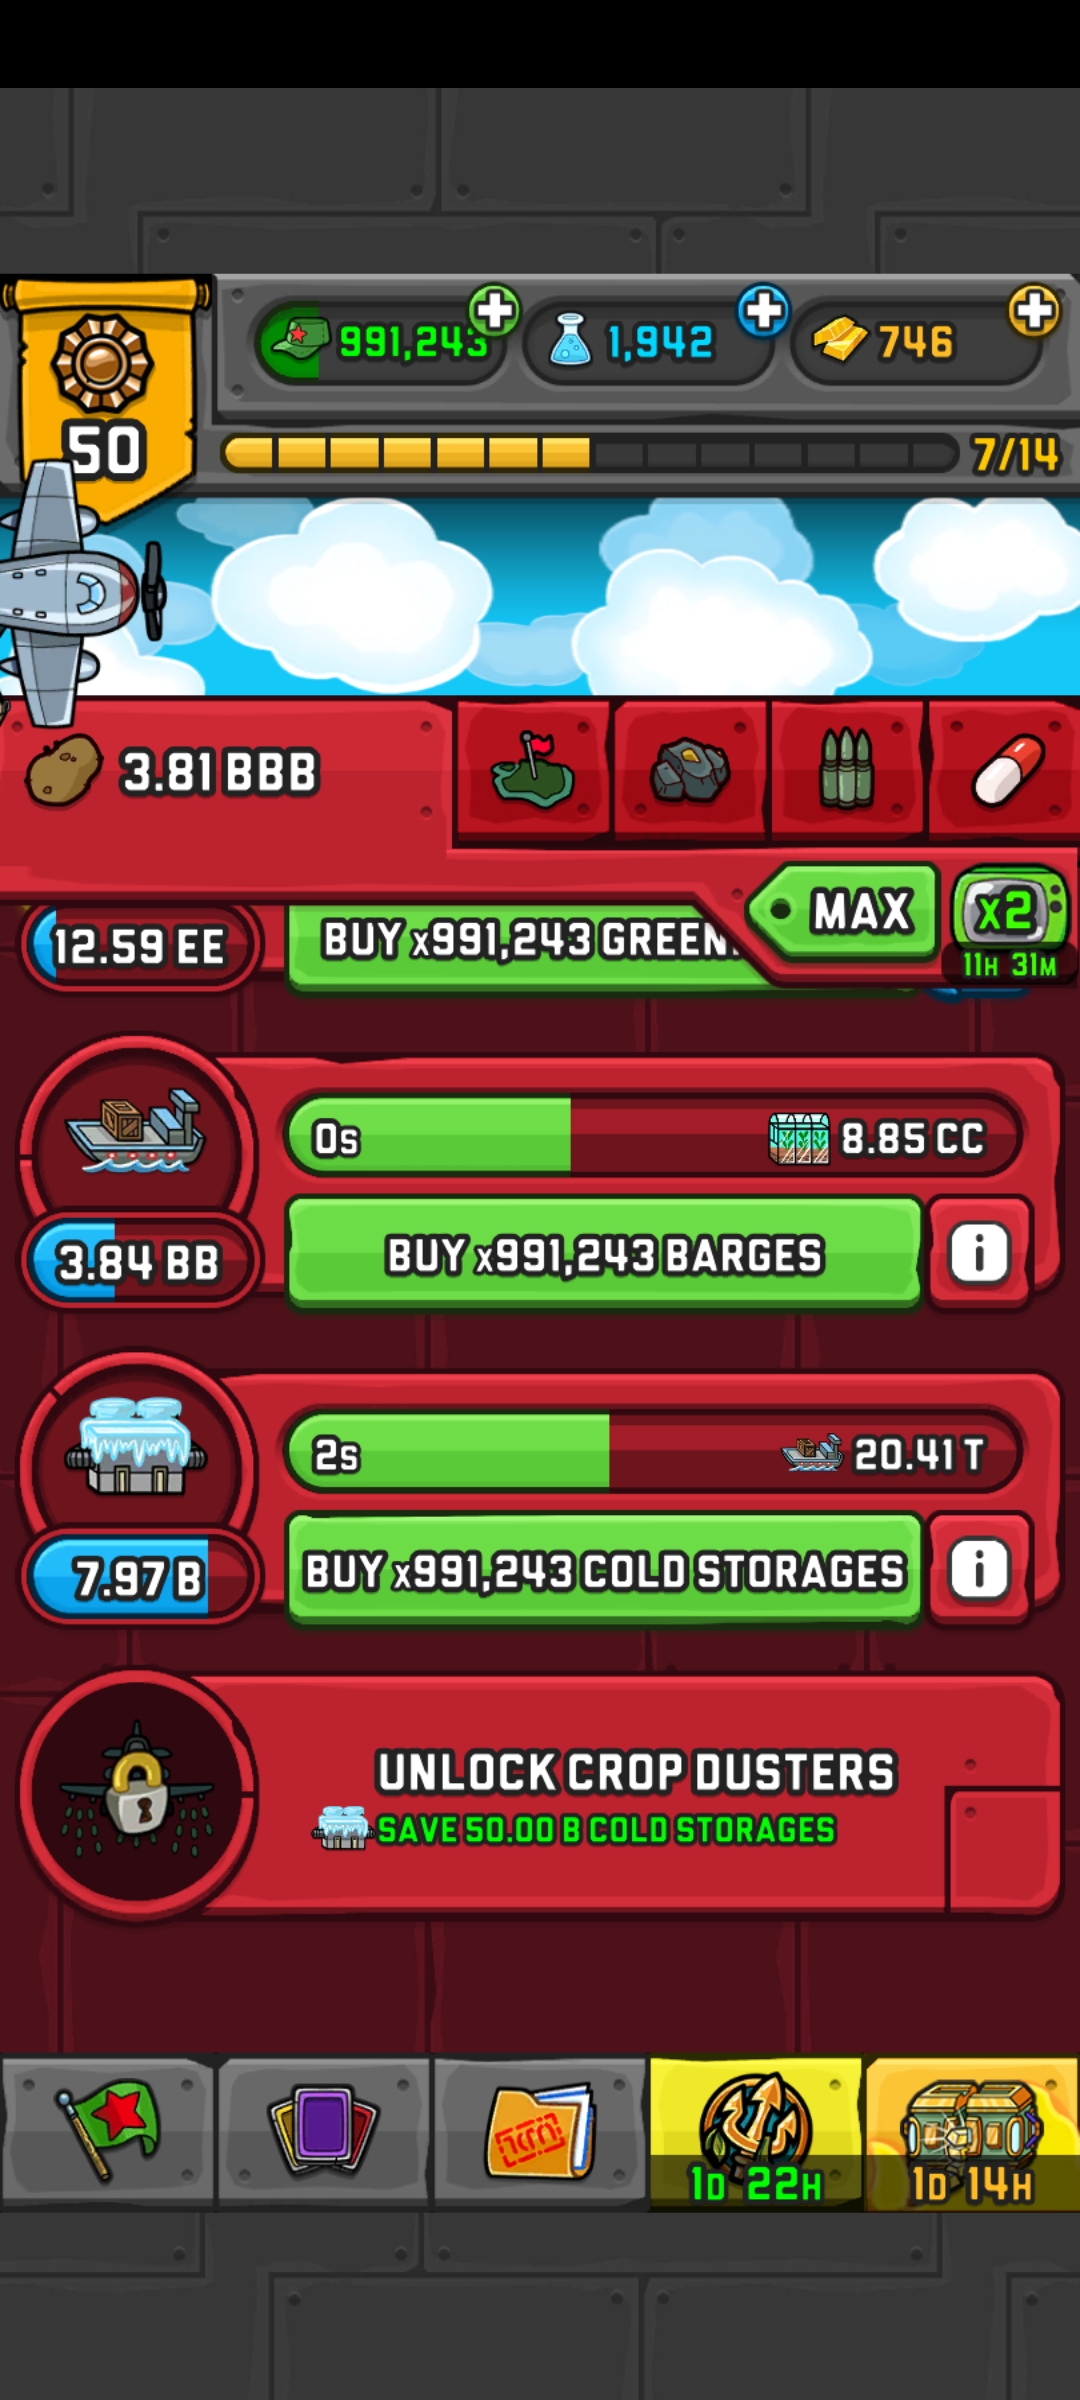 991,243
1,942
746
50
7/14
3.81 BBB
MAX
x2
11H 31M
12.59 EE
BUY x991,243 GREEN
0s
8.85 CC
3.84 BB
BUY x991,243 BARGES
i
2s
20.41 T
7.97 B
BUY x991,243 COLD STORAGES
i
UNLOCK CROP DUSTERS
SAVE 50.00 B COLD STORAGES
1D 22H
1D 14H